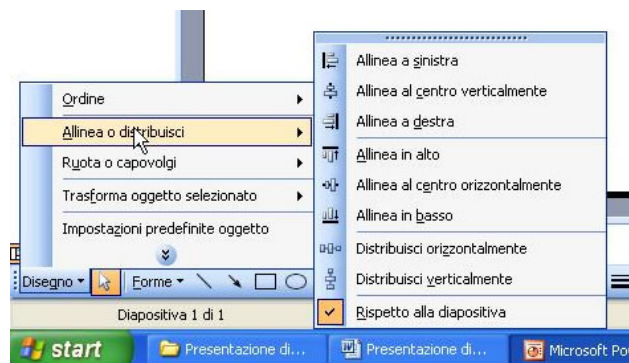 Ordine
Allinea o distribuisci
Ruota o capovolgi
Trasforma oggetto selezionato
Impostazioni predefinite oggetto
Allinea a sinistra
Allinea al centro verticalmente
Allinea a destra
Allinea in alto
Allinea al centro orizzontalmente
Allinea in basso
Distribuisci orizzontalmente
Distribuisci verticalmente
Rispetto alla diapositiva
Disegno Forme
Diapositiva 1 di 1
start Presentazione di... Presentazione di... Microsoft Po